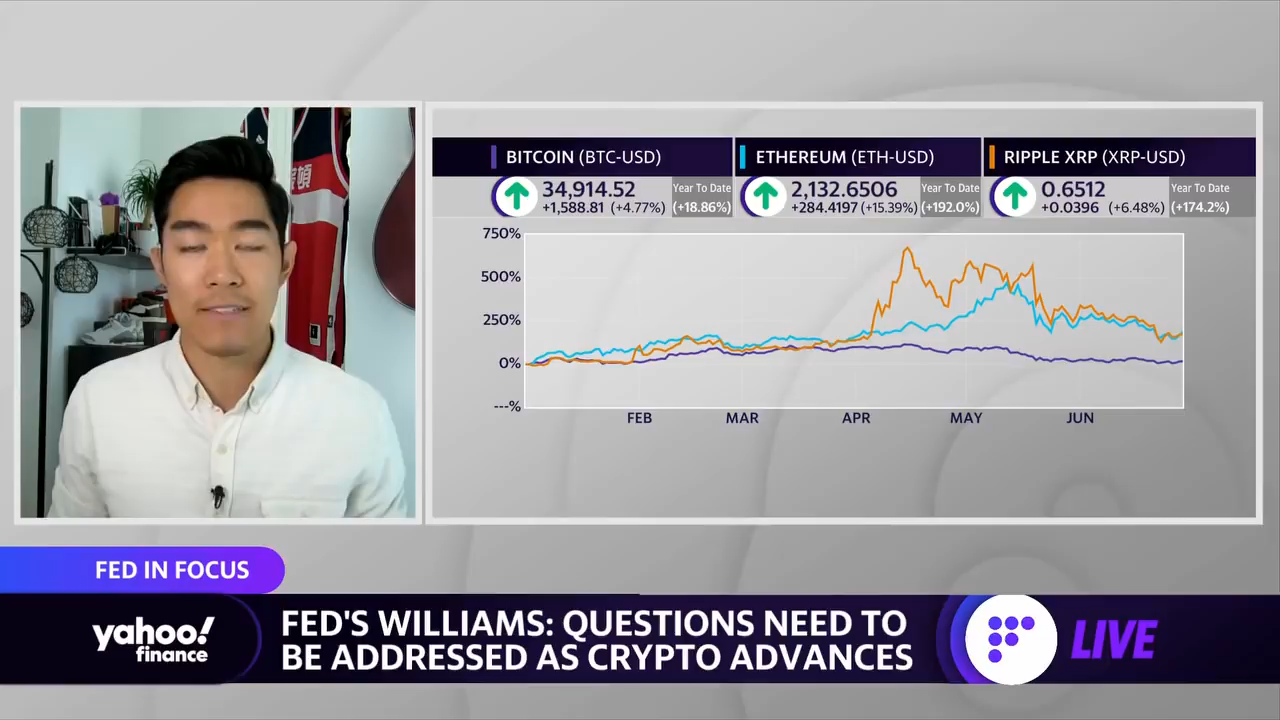 BITCOIN (BTC-USD)
34,914.52
+1,588.81 (+4.77%)
Year To Date
(+18.86%)
ETHEREUM (ETH-USD)
2,132.6506
+284.4197 (+15.39%)
Year To Date
(+192.0%)
RIPPLE XRP (XRP-USD)
0.6512
+0.0396 (+6.48%)
Year To Date
(+174.2%)
750%
500%
250%
0%
---%
FEB MAR APR MAY JUN
FED IN FOCUS
yahoo!
finance
FED'S WILLIAMS: QUESTIONS NEED TO
BE ADDRESSED AS CRYPTO ADVANCES
LIVE